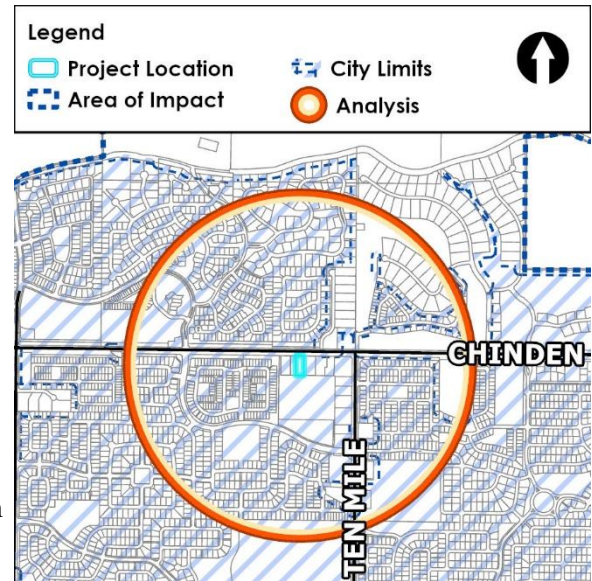 Legend
Project Location
City Limits
Area of Impact
Analysis
CHINDEN
TEN MILE